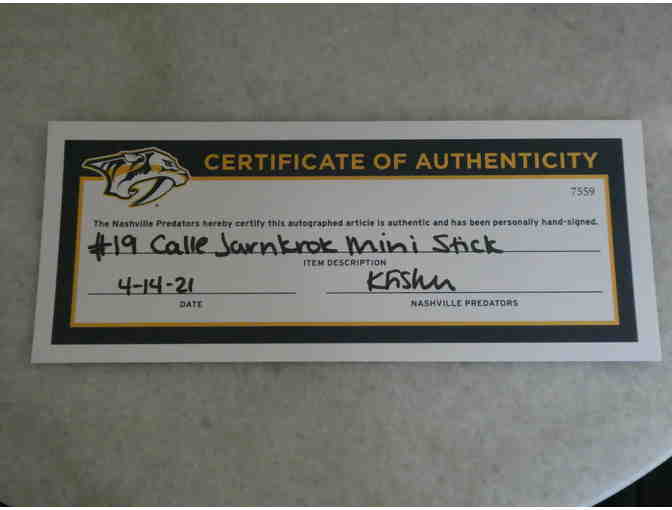 CERTIFICATE OF AUTHENTICITY
7559
The Nashville Predators hereby certify this autographed article is authentic and has been personally hand-signed.
#19 Calle Jarnkrok Mini Stick
ITEM DESCRIPTION
4-14-21
DATE
NASHVILLE PREDATORS